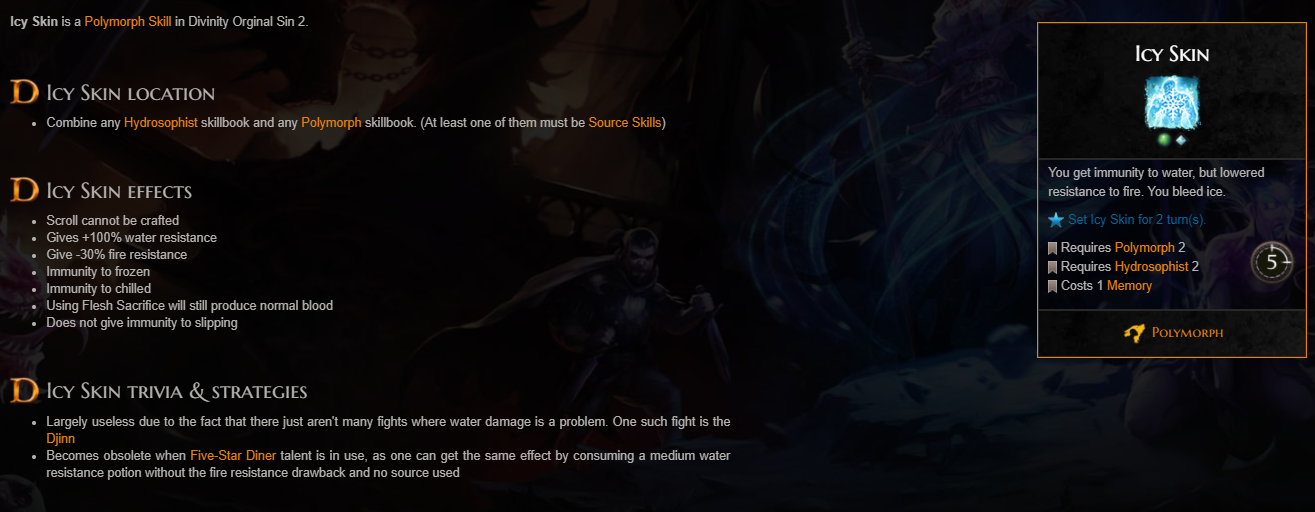 Icy Skin is a Polymorph Skill in Divinity Orginal Sin 2.
Icy Skin location
Combine any Hydrosophist skillbook and any Polymorph skillbook. (At least one of them must be Source Skills)
Icy Skin effects
Scroll cannot be crafted
Gives +100% water resistance
Give -30% fire resistance
Immunity to frozen
Immunity to chilled
Using Flesh Sacrifice will still produce normal blood
Does not give immunity to slipping
Icy Skin trivia & strategies
Largely useless due to the fact that there just aren't many fights where water damage is a problem. One such fight is the
Djinn
Becomes obsolete when Five-Star Diner talent is in use, as one can get the same effect by consuming a medium water
resistance potion without the fire resistance drawback and no source used
Icy Skin
You get immunity to water, but lowered
resistance to fire. You bleed ice.
Set Icy Skin for 2 turn(s).
Requires Polymorph 2
Requires Hydrosophist 2
Costs 1 Memory
5
Polymorph